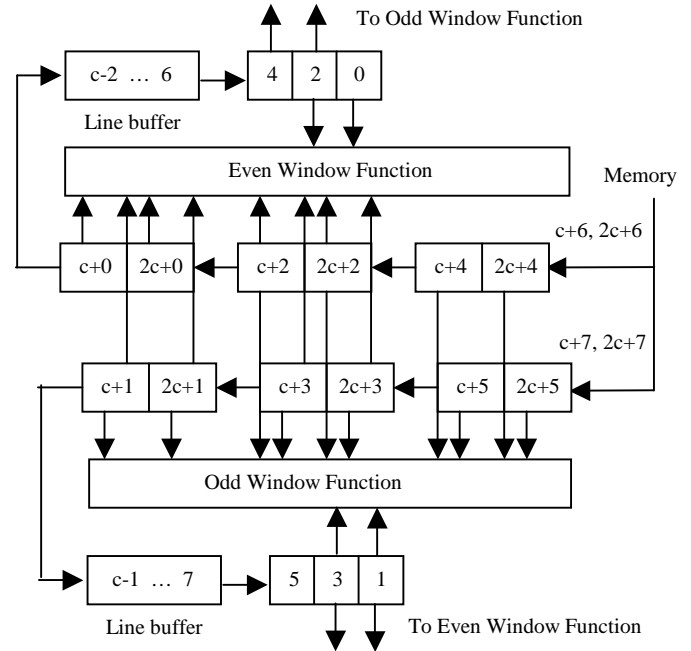 To Odd Window Function
c-2 … 6
4 2 0
Line buffer
Even Window Function
Memory
c+6, 2c+6
c+0 2c+0 c+2 2c+2 c+4 2c+4
c+7, 2c+7
c+1 2c+1 c+3 2c+3 c+5 2c+5
Odd Window Function
c-1 … 7
5 3 1
Line buffer
To Even Window Function